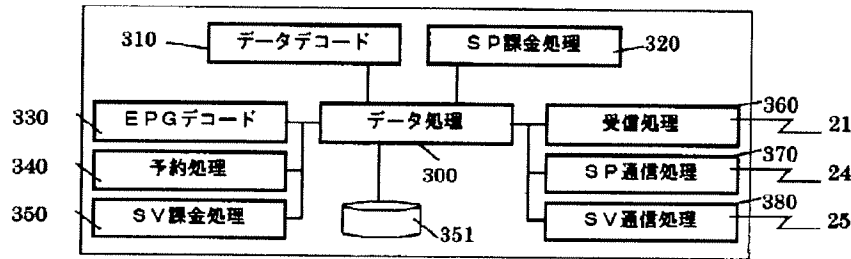 310 データデコード SP課金処理 320
330 EPGデコード データ処理 受信処理 360 21
340 予約処理 300 SP通信処理 370 24
350 SV課金処理 351 SV通信処理 380 25